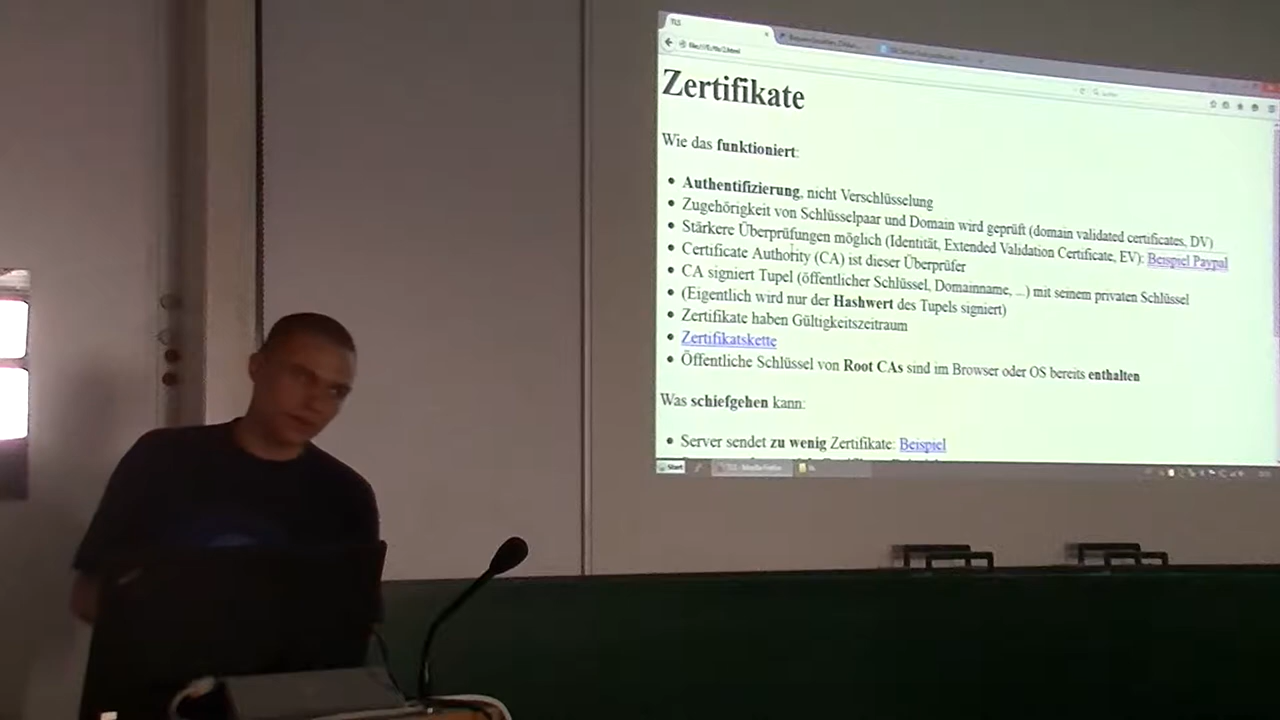 TLS
Zertifikate
Wie das funktioniert:
• Authentifizierung, nicht Verschlüsselung
• Zugehörigkeit von Schlüsselpaar und Domain wird geprüft (domain validated certificates, DV)
• Stärkere Überprüfungen möglich (Identität, Extended Validation Certificate, EV): Beispiel Paypal
• Certificate Authority (CA) ist dieser Überprüfer
• CA signiert Tupel (öffentlicher Schlüssel, Domainname, ...) mit seinem privaten Schlüssel
• (Eigentlich wird nur der Hashwert des Tupels signiert)
• Zertifikate haben Gültigkeitszeitraum
• Zertifikatskette
• Öffentliche Schlüssel von Root CAs sind im Browser oder OS bereits enthalten
Was schiefgehen kann:
• Server sendet zu wenig Zertifikate: Beispiel
Start